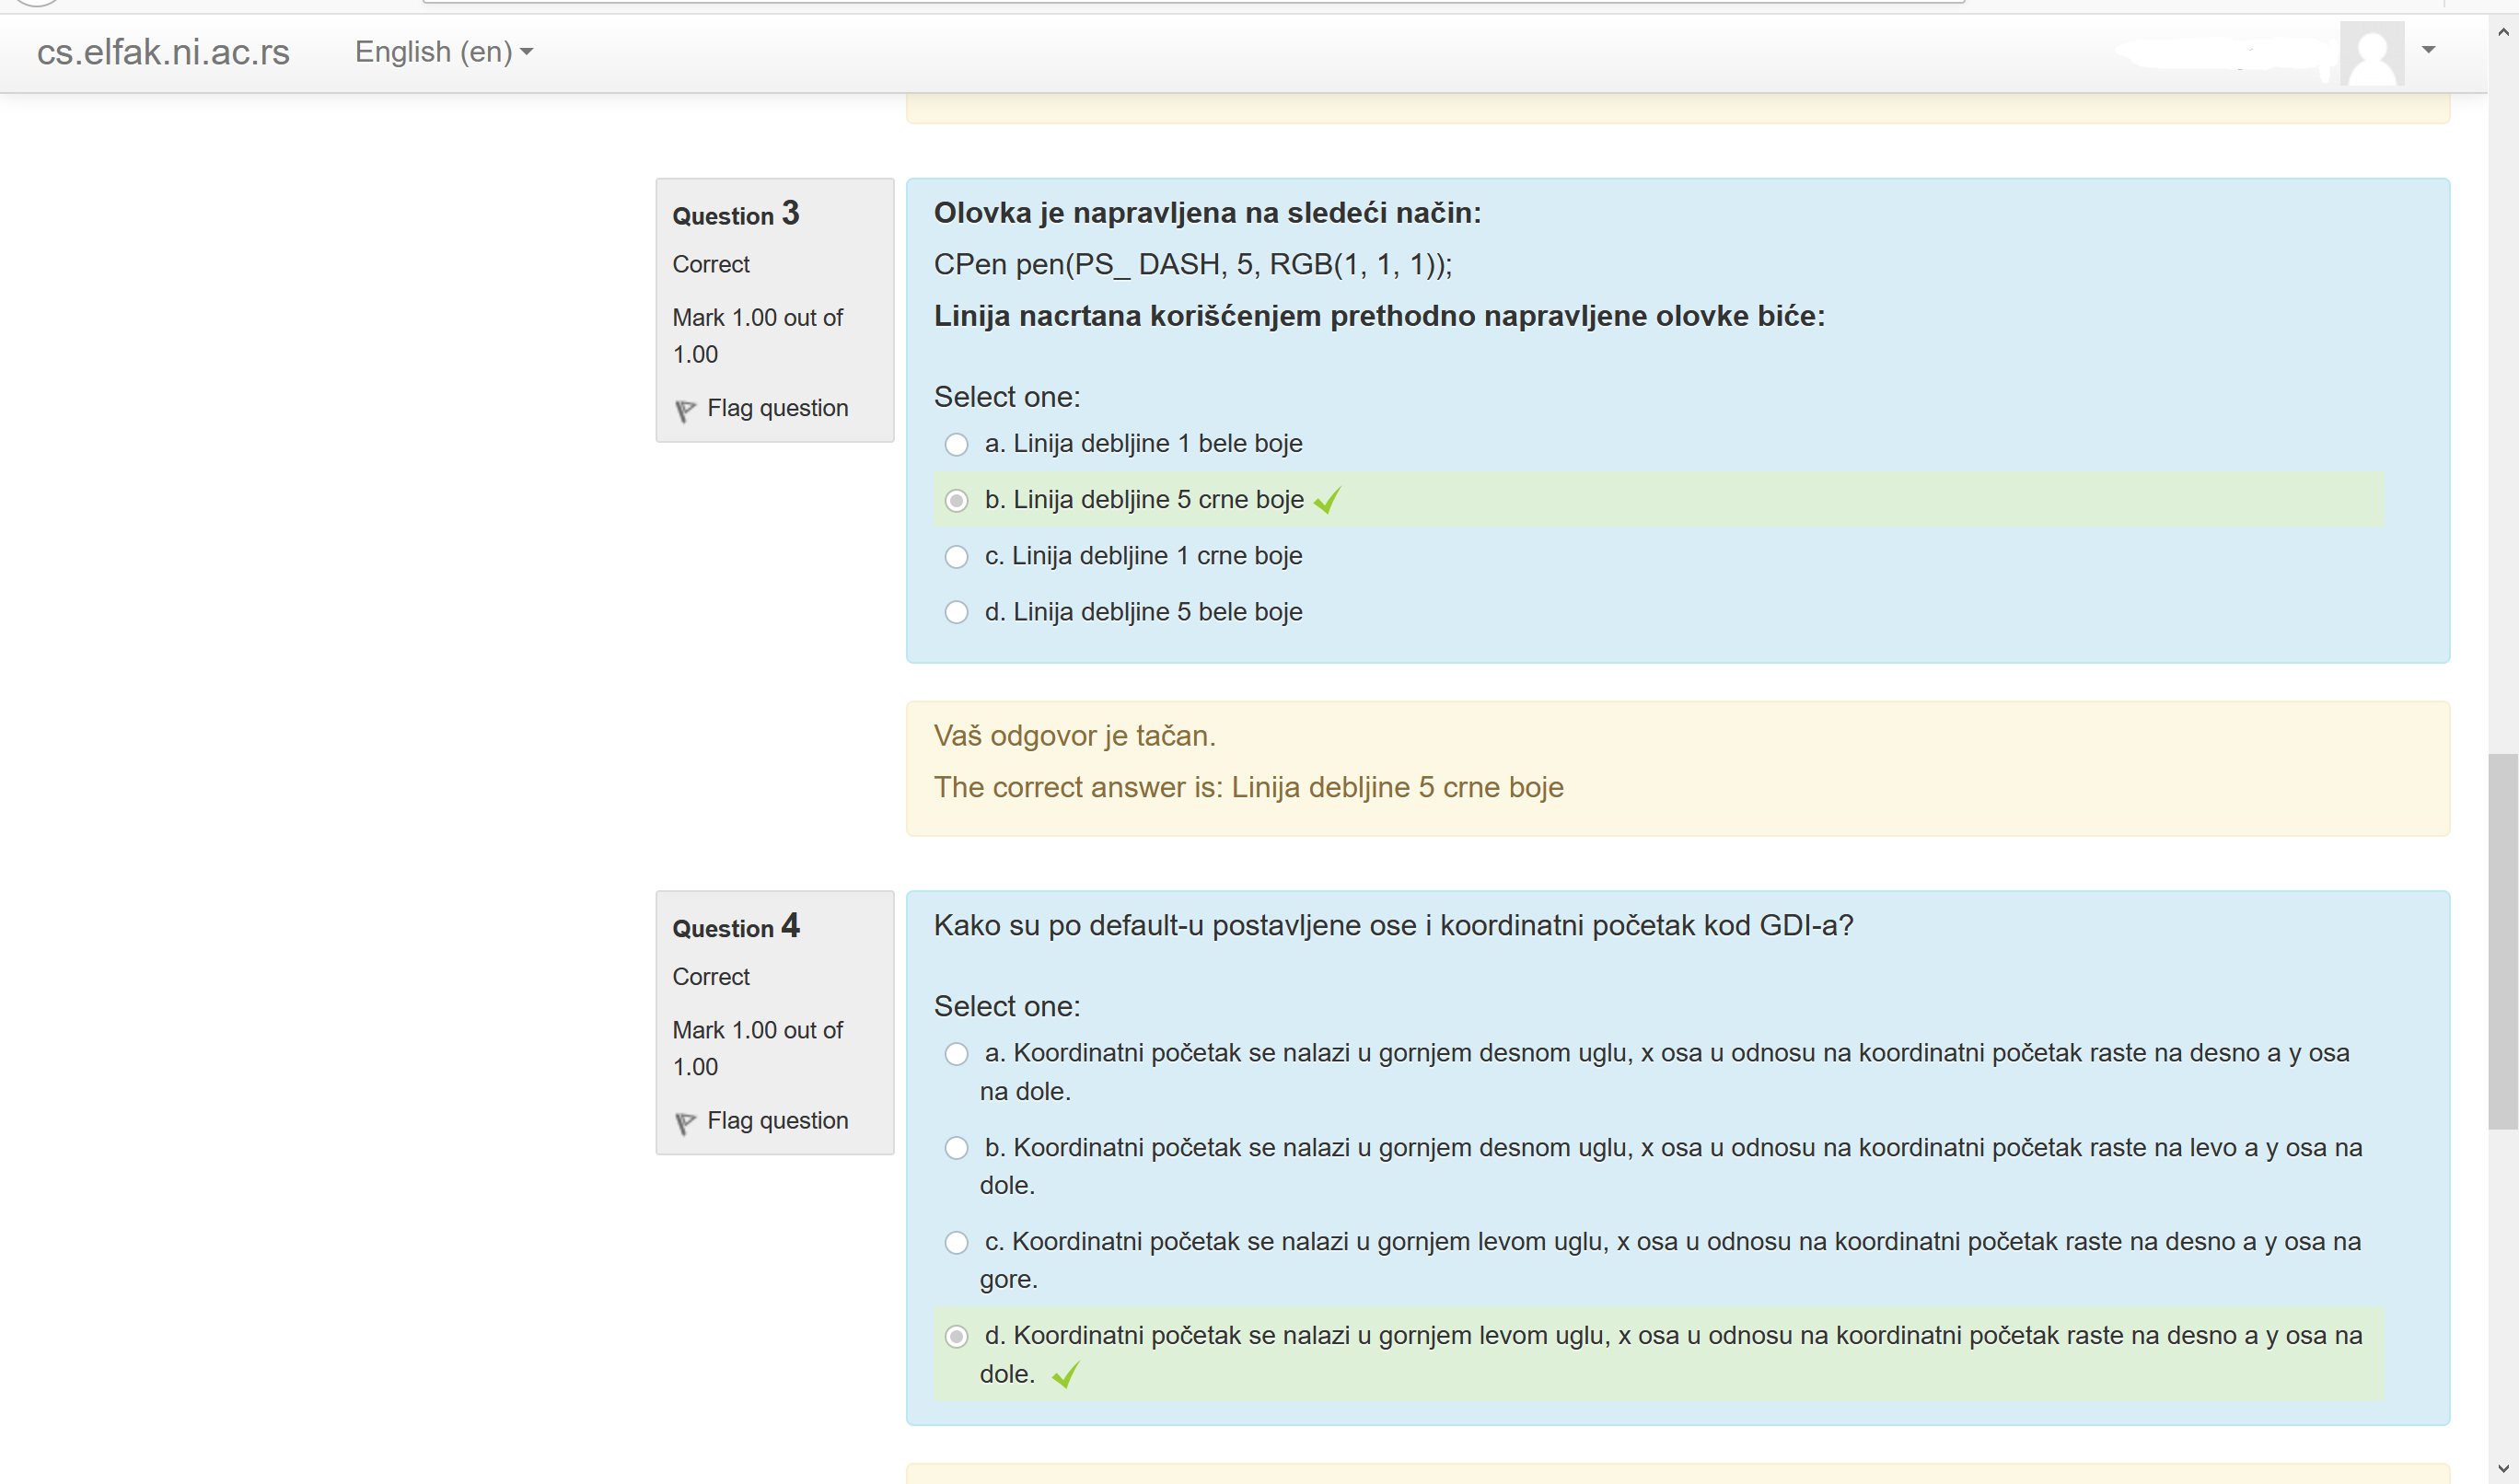 cs.elfak.ni.ac.rs English (en)
Question 3
Correct
Mark 1.00 out of
1.00
Flag question
Olovka je napravljena na sledeći način:
CPen pen(PS_ DASH, 5, RGB(1, 1, 1));
Linija nacrtana korišćenjem prethodno napravljene olovke biće:
Select one:
a. Linija debljine 1 bele boje
b. Linija debljine 5 crne boje
c. Linija debljine 1 crne boje
d. Linija debljine 5 bele boje
Vaš odgovor je tačan.
The correct answer is: Linija debljine 5 crne boje
Question 4
Correct
Mark 1.00 out of
1.00
Flag question
Kako su po default-u postavljene ose i koordinatni početak kod GDI-a?
Select one:
a. Koordinatni početak se nalazi u gornjem desnom uglu, x osa u odnosu na koordinatni početak raste na desno a y osa
na dole.
b. Koordinatni početak se nalazi u gornjem desnom uglu, x osa u odnosu na koordinatni početak raste na levo a y osa na
dole.
c. Koordinatni početak se nalazi u gornjem levom uglu, x osa u odnosu na koordinatni početak raste na desno a y osa na
gore.
d. Koordinatni početak se nalazi u gornjem levom uglu, x osa u odnosu na koordinatni početak raste na desno a y osa na
dole.